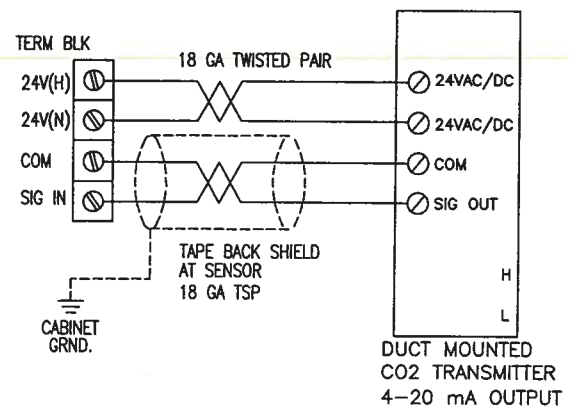 TERM BLK
18 GA TWISTED PAIR
24V(H)
24VAC/DC
24V(N)
24VAC/DC
COM
COM
SIG IN
SIG OUT
TAPE BACK SHIELD
AT SENSOR
18 GA TSP
H
L
CABINET
GRND.
DUCT MOUNTED
CO2 TRANSMITTER
4-20 mA OUTPUT